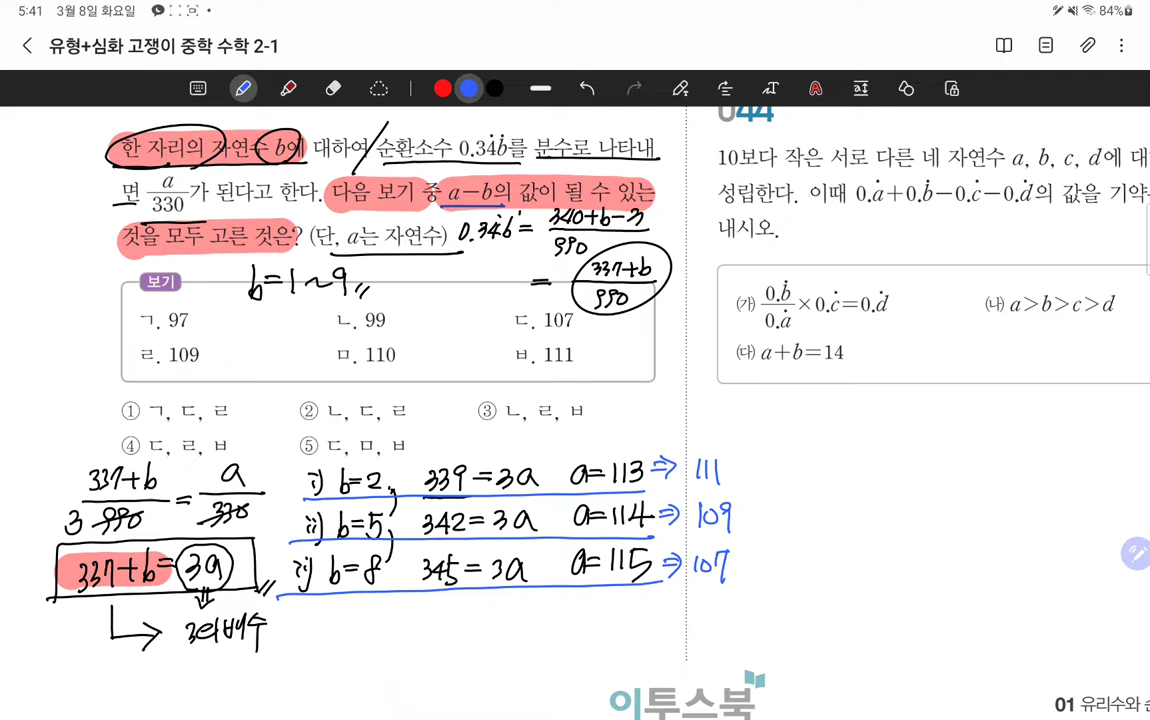 5:41 3월 8일 화요일 84%
유형+심화 고쟁이 중학 수학 2-1
044
한 자리의 자연수 b에 대하여 순환소수 0.34̇ḃ를 분수로 나타내
면 a/330가 된다고 한다. 다음 보기 중 a-b의 값이 될 수 있는
것을 모두 고른 것은? (단, a는 자연수)
0.34̇ḃ = (340+b-3)/990
= (337+b)/990
b=1~9
보기
ㄱ. 97 ㄴ. 99 ㄷ. 107
ㄹ. 109 ㅁ. 110 ㅂ. 111
① ㄱ, ㄷ, ㄹ ② ㄴ, ㄷ, ㄹ ③ ㄴ, ㄹ, ㅂ
④ ㄷ, ㄹ, ㅂ ⑤ ㄷ, ㅁ, ㅂ
(337+b)/990 = a/330
3
337+b=3a
3의 배수
i) b=2, 339=3a a=113 ⇒ 111
ii) b=5, 342=3a a=114 ⇒ 109
iii) b=8 345=3a a=115 ⇒ 107
10보다 작은 서로 다른 네 자연수 a, b, c, d에 대
성립한다. 이때 0.ȧ+0.ḃ-0.ċ-0.ḋ의 값을 기약
내시오.
㈎ 0.ḃ/0.ȧ×0.ċ=0.ḋ ㈏ a>b>c>d
㈐ a+b=14
이투스북
01 유리수와 순